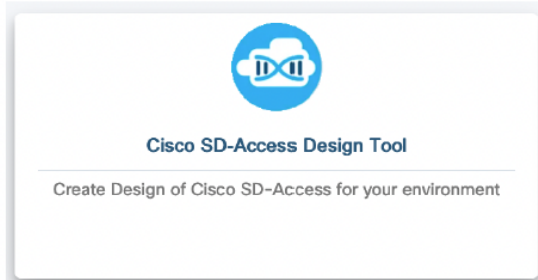 Cisco SD-Access Design Tool
Create Design of Cisco SD-Access for your environment